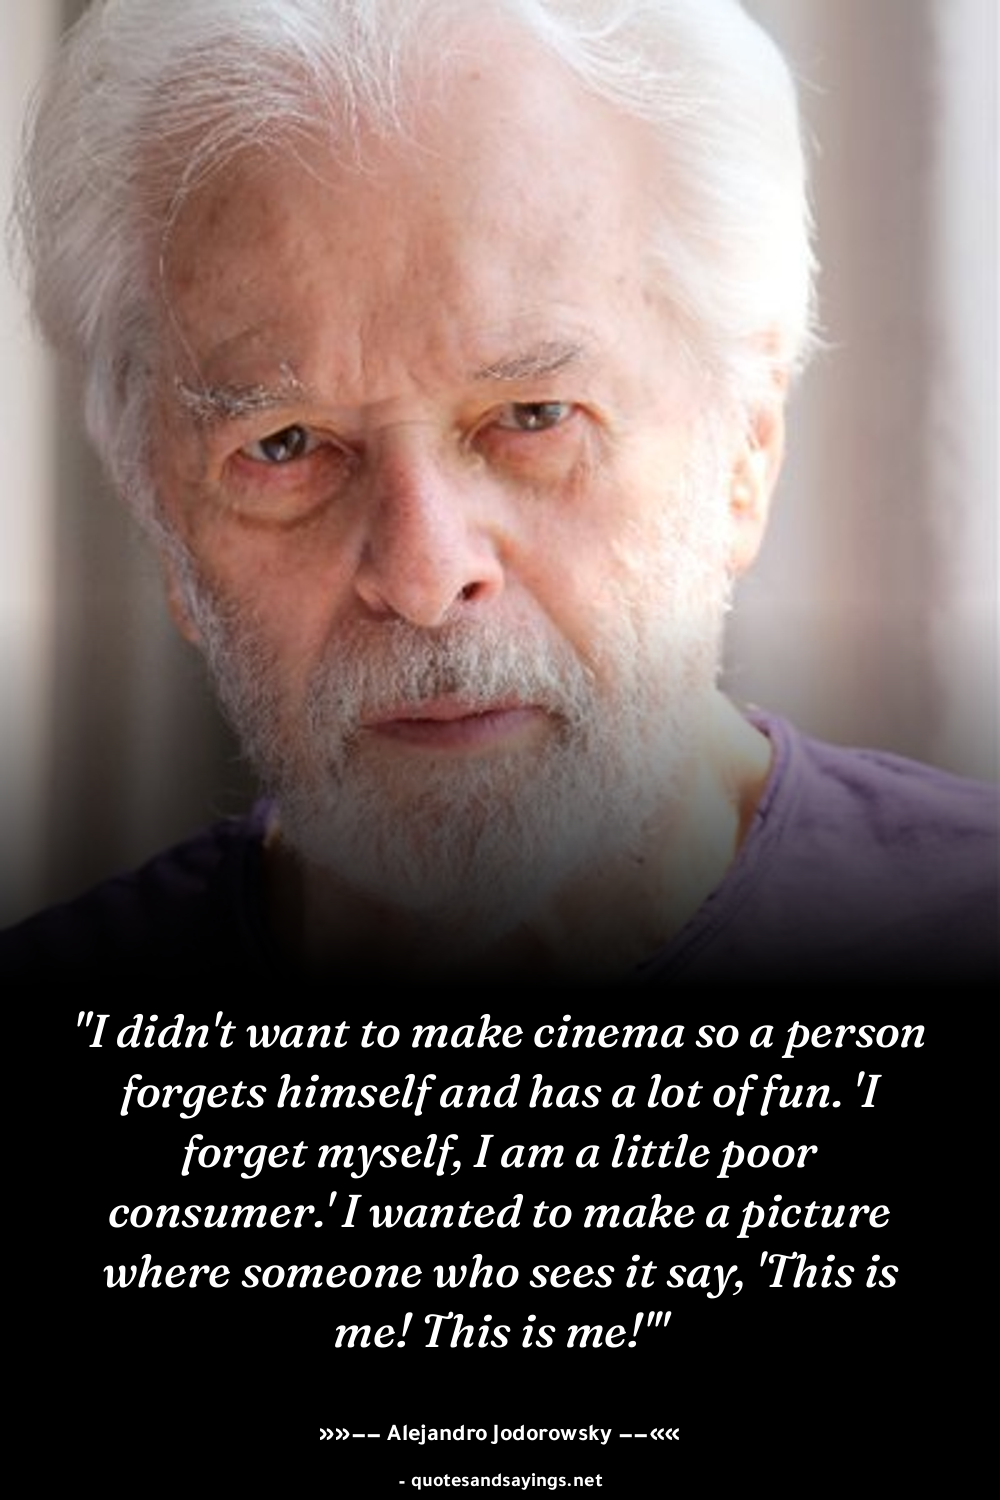 "I didn't want to make cinema so a person
forgets himself and has a lot of fun. 'I
forget myself, I am a little poor
consumer.' I wanted to make a picture
where someone who sees it say, 'This is
me! This is me!'"
»»−− Alejandro Jodorowsky −−««
- quotesandsayings.net